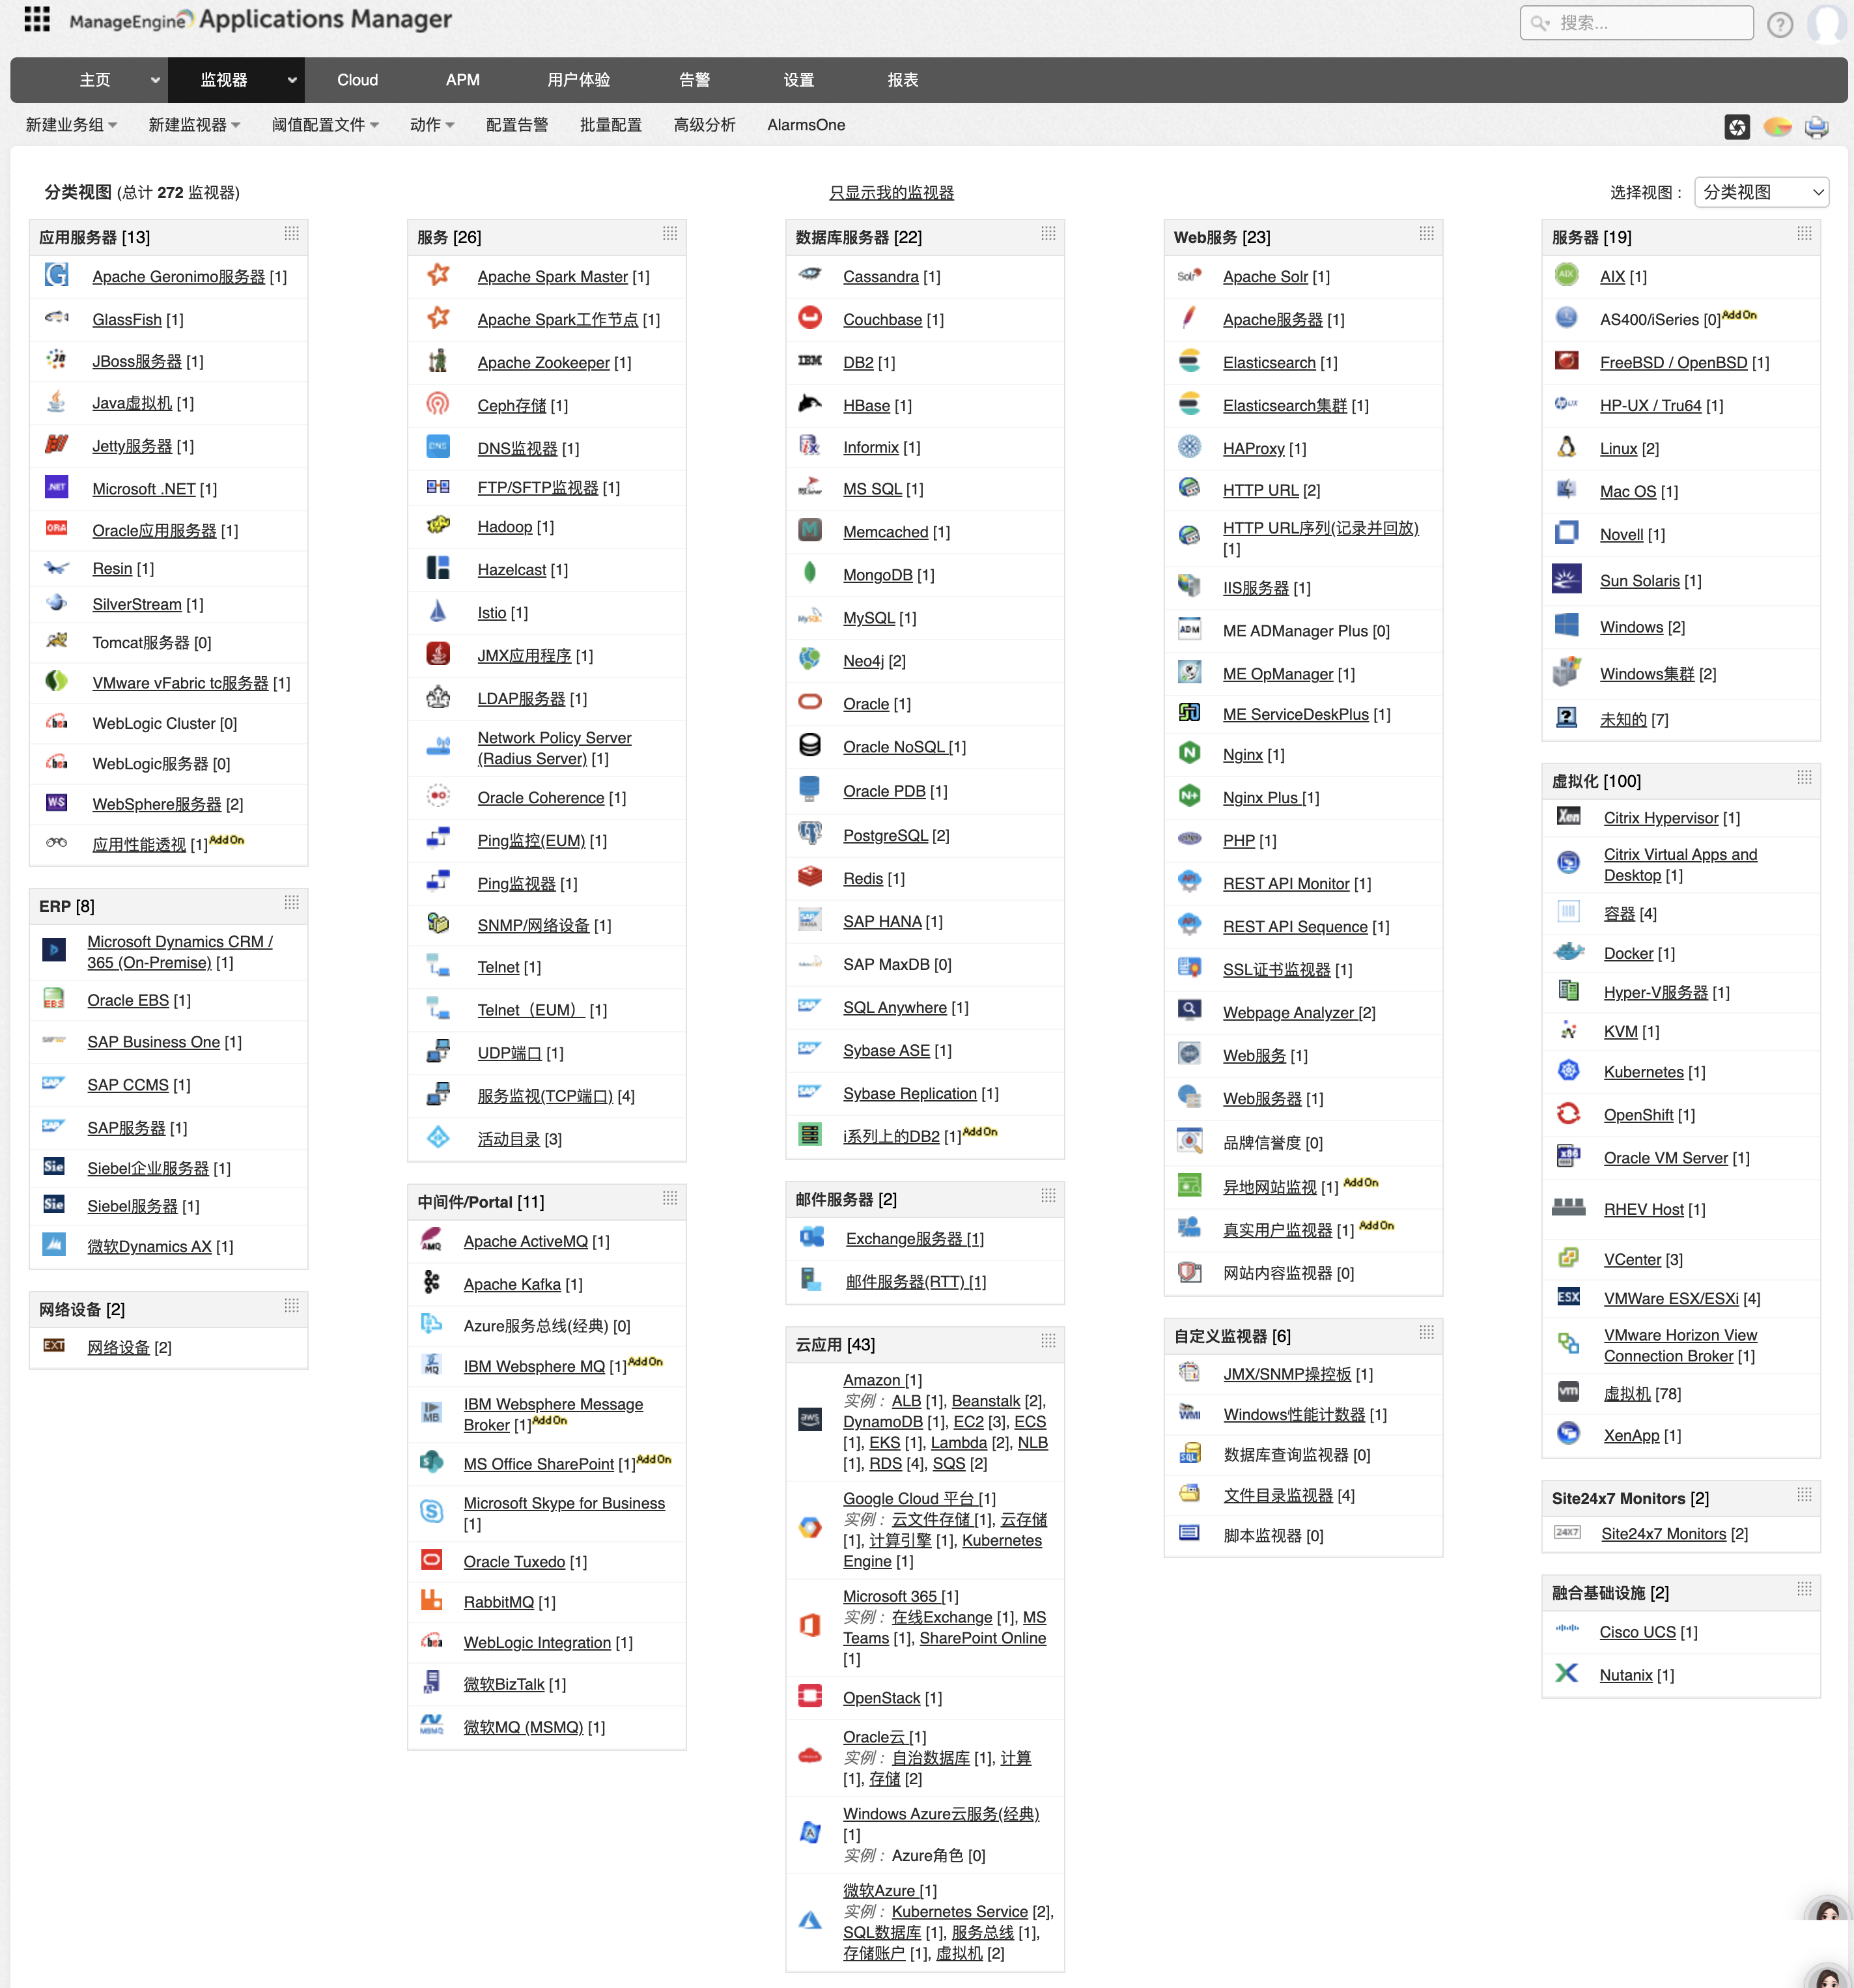 ManageEngine Applications Manager
搜索...
主页
监视器
Cloud
APM
用户体验
告警
设置
报表
新建业务组
新建监视器
阈值配置文件
动作
配置告警
批量配置
高级分析
AlarmsOne
分类视图 (总计 272 监视器)
只显示我的监视器
选择视图 :
分类视图
应用服务器 [13]
Apache Geronimo服务器 [1]
GlassFish [1]
JBoss服务器 [1]
Java虚拟机 [1]
Jetty服务器 [1]
Microsoft .NET [1]
Oracle应用服务器 [1]
Resin [1]
SilverStream [1]
Tomcat服务器 [0]
VMware vFabric tc服务器 [1]
WebLogic Cluster [0]
WebLogic服务器 [0]
WebSphere服务器 [2]
应用性能透视 [1] Add On
ERP [8]
Microsoft Dynamics CRM /
365 (On-Premise) [1]
Oracle EBS [1]
SAP Business One [1]
SAP CCMS [1]
SAP服务器 [1]
Siebel企业服务器 [1]
Siebel服务器 [1]
微软Dynamics AX [1]
网络设备 [2]
网络设备 [2]
服务 [26]
Apache Spark Master [1]
Apache Spark工作节点 [1]
Apache Zookeeper [1]
Ceph存储 [1]
DNS监视器 [1]
FTP/SFTP监视器 [1]
Hadoop [1]
Hazelcast [1]
Istio [1]
JMX应用程序 [1]
LDAP服务器 [1]
Network Policy Server
(Radius Server) [1]
Oracle Coherence [1]
Ping监控(EUM) [1]
Ping监视器 [1]
SNMP/网络设备 [1]
Telnet [1]
Telnet（EUM） [1]
UDP端口 [1]
服务监视(TCP端口) [4]
活动目录 [3]
中间件/Portal [11]
Apache ActiveMQ [1]
Apache Kafka [1]
Azure服务总线(经典) [0]
IBM Websphere MQ [1] Add On
IBM Websphere Message
Broker [1] Add On
MS Office SharePoint [1] Add On
Microsoft Skype for Business
[1]
Oracle Tuxedo [1]
RabbitMQ [1]
WebLogic Integration [1]
微软BizTalk [1]
微软MQ (MSMQ) [1]
数据库服务器 [22]
Cassandra [1]
Couchbase [1]
DB2 [1]
HBase [1]
Informix [1]
MS SQL [1]
Memcached [1]
MongoDB [1]
MySQL [1]
Neo4j [2]
Oracle [1]
Oracle NoSQL [1]
Oracle PDB [1]
PostgreSQL [2]
Redis [1]
SAP HANA [1]
SAP MaxDB [0]
SQL Anywhere [1]
Sybase ASE [1]
Sybase Replication [1]
i系列上的DB2 [1] Add On
邮件服务器 [2]
Exchange服务器 [1]
邮件服务器(RTT) [1]
云应用 [43]
Amazon [1]
实例 : ALB [1], Beanstalk [2],
DynamoDB [1], EC2 [3], ECS
[1], EKS [1], Lambda [2], NLB
[1], RDS [4], SQS [2]
Google Cloud 平台 [1]
实例 : 云文件存储 [1], 云存储
[1], 计算引擎 [1], Kubernetes
Engine [1]
Microsoft 365 [1]
实例 : 在线Exchange [1], MS
Teams [1], SharePoint Online
[1]
OpenStack [1]
Oracle云 [1]
实例 : 自治数据库 [1], 计算
[1], 存储 [2]
Windows Azure云服务(经典)
[1]
实例 : Azure角色 [0]
微软Azure [1]
实例 : Kubernetes Service [2],
SQL数据库 [1], 服务总线 [1],
存储账户 [1], 虚拟机 [2]
Web服务 [23]
Apache Solr [1]
Apache服务器 [1]
Elasticsearch [1]
Elasticsearch集群 [1]
HAProxy [1]
HTTP URL [2]
HTTP URL序列(记录并回放)
[1]
IIS服务器 [1]
ME ADManager Plus [0]
ME OpManager [1]
ME ServiceDeskPlus [1]
Nginx [1]
Nginx Plus [1]
PHP [1]
REST API Monitor [1]
REST API Sequence [1]
SSL证书监视器 [1]
Webpage Analyzer [2]
Web服务 [1]
Web服务器 [1]
品牌信誉度 [0]
异地网站监视 [1] Add On
真实用户监视器 [1] Add On
网站内容监视器 [0]
自定义监视器 [6]
JMX/SNMP操控板 [1]
Windows性能计数器 [1]
数据库查询监视器 [0]
文件目录监视器 [4]
脚本监视器 [0]
服务器 [19]
AIX [1]
AS400/iSeries [0] Add On
FreeBSD / OpenBSD [1]
HP-UX / Tru64 [1]
Linux [2]
Mac OS [1]
Novell [1]
Sun Solaris [1]
Windows [2]
Windows集群 [2]
未知的 [7]
虚拟化 [100]
Citrix Hypervisor [1]
Citrix Virtual Apps and
Desktop [1]
容器 [4]
Docker [1]
Hyper-V服务器 [1]
KVM [1]
Kubernetes [1]
OpenShift [1]
Oracle VM Server [1]
RHEV Host [1]
VCenter [3]
VMWare ESX/ESXi [4]
VMware Horizon View
Connection Broker [1]
虚拟机 [78]
XenApp [1]
Site24x7 Monitors [2]
Site24x7 Monitors [2]
融合基础设施 [2]
Cisco UCS [1]
Nutanix [1]